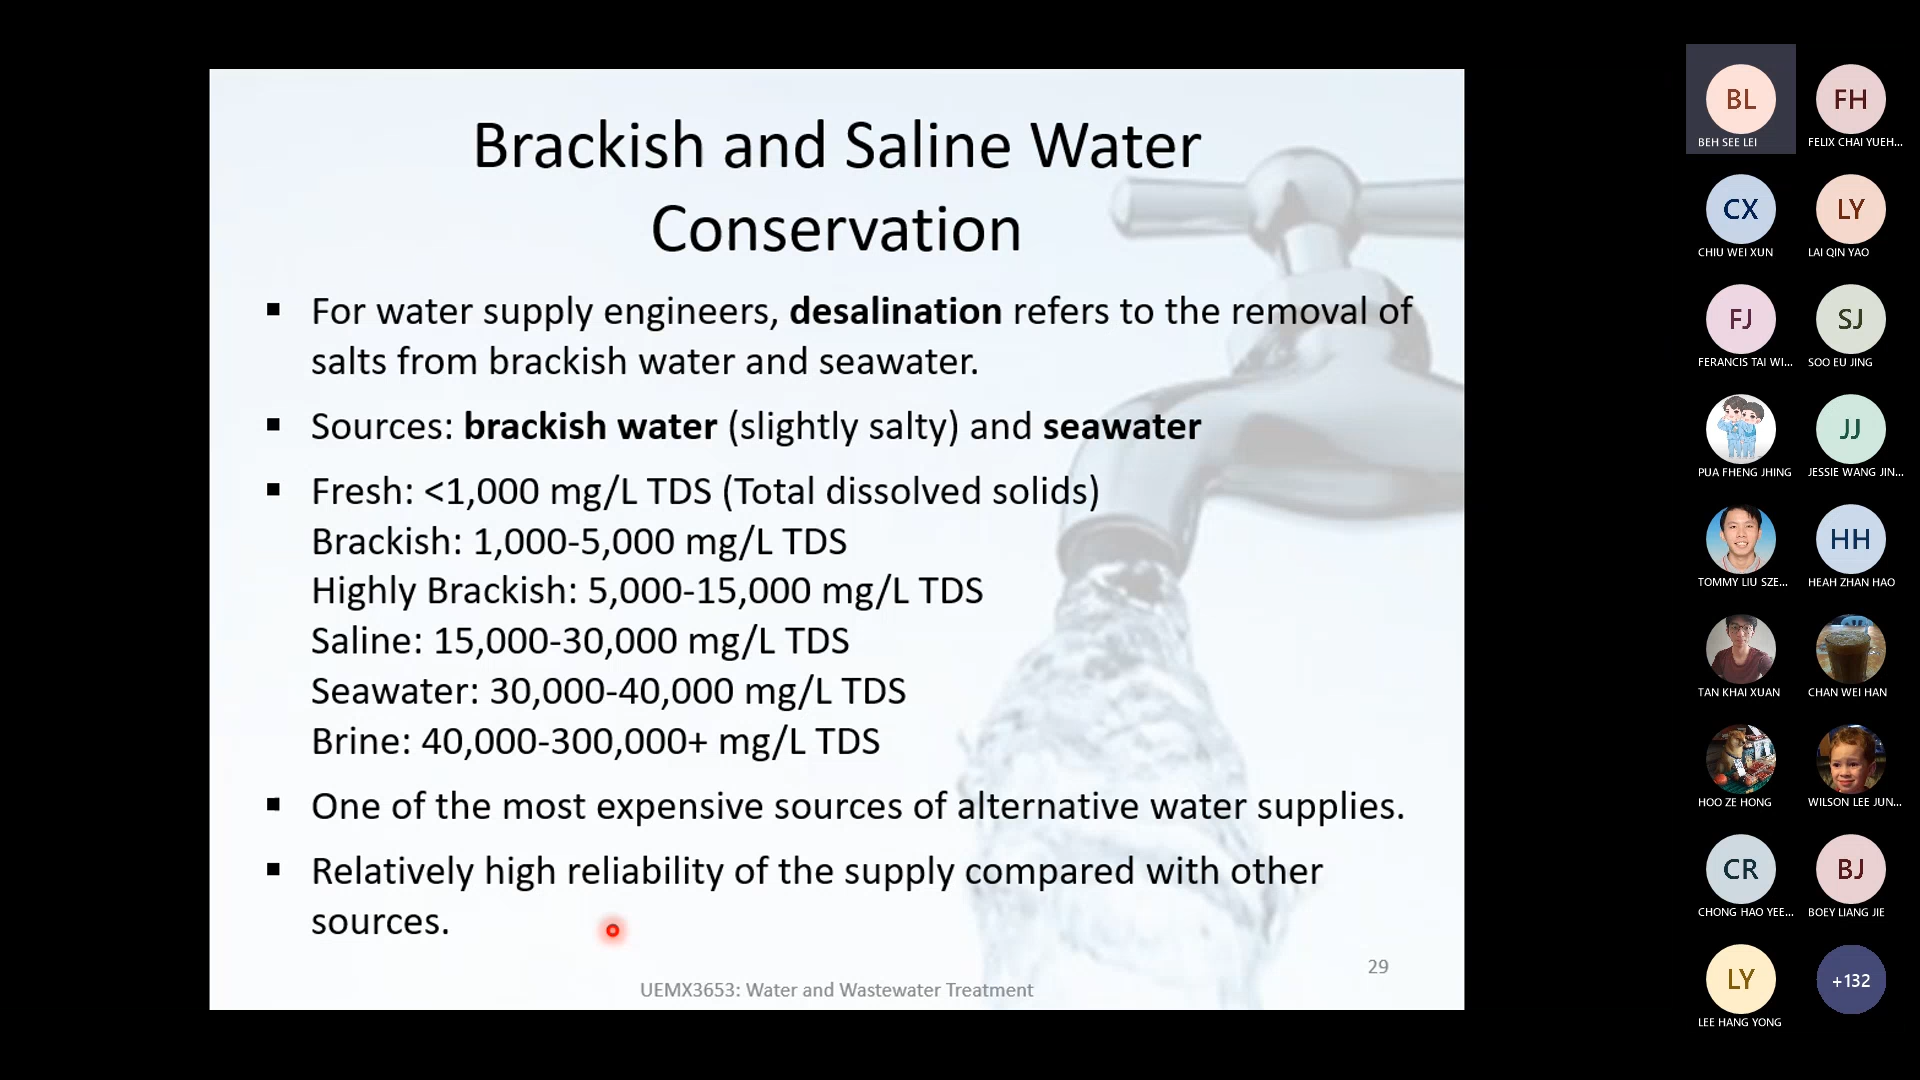 Brackish and Saline Water
Conservation
▪ For water supply engineers, desalination refers to the removal of
salts from brackish water and seawater.
▪ Sources: brackish water (slightly salty) and seawater
▪ Fresh: <1,000 mg/L TDS (Total dissolved solids)
Brackish: 1,000-5,000 mg/L TDS
Highly Brackish: 5,000-15,000 mg/L TDS
Saline: 15,000-30,000 mg/L TDS
Seawater: 30,000-40,000 mg/L TDS
Brine: 40,000-300,000+ mg/L TDS
▪ One of the most expensive sources of alternative water supplies.
▪ Relatively high reliability of the supply compared with other
sources.
29
UEMX3653: Water and Wastewater Treatment
BL FH
BEH SEE LEI FELIX CHAI YUEH...
CX LY
CHIU WEI XUN LAI QIN YAO
FJ SJ
FERANCIS TAI WI... SOO EU JING
JJ
PUA FHENG JHING JESSIE WANG JIN...
HH
TOMMY LIU SZE... HEAH ZHAN HAO
TAN KHAI XUAN CHAN WEI HAN
HOO ZE HONG WILSON LEE JUN...
CR BJ
CHONG HAO YEE... BOEY LIANG JIE
LY +132
LEE HANG YONG